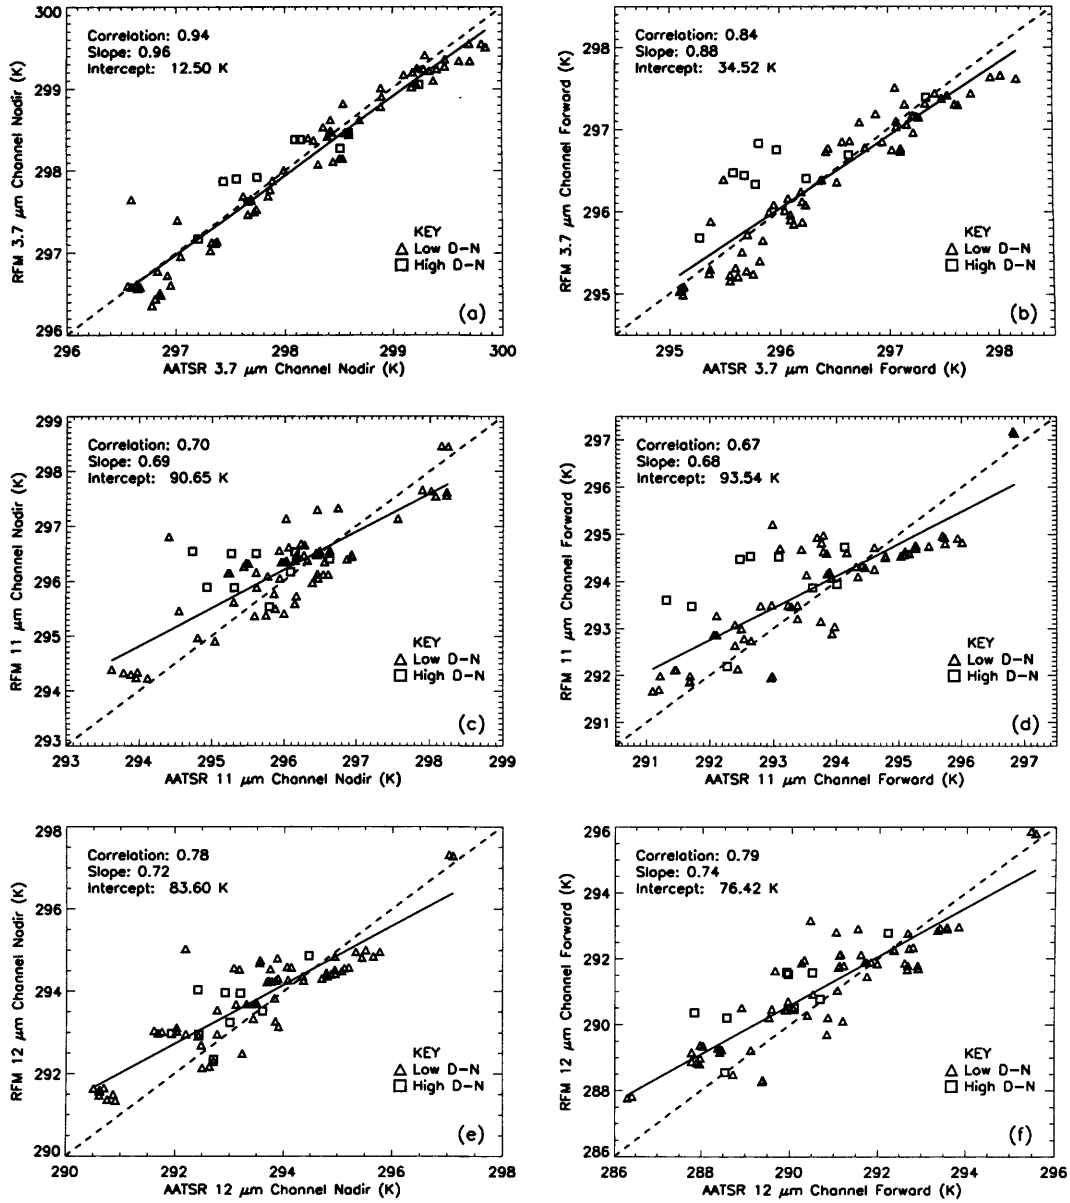 Correlation: 0.94
Slope: 0.96
Intercept: 12.50 K
KEY
Low D-N
High D-N
(a)
300
299
298
297
296
RFM 3.7 μm Channel Nadir (K)
296 297 298 299 300
AATSR 3.7 μm Channel Nadir (K)
Correlation: 0.84
Slope: 0.88
Intercept: 34.52 K
KEY
Low D-N
High D-N
(b)
298
297
296
295
RFM 3.7 μm Channel Forward (K)
295 296 297 298
AATSR 3.7 μm Channel Forward (K)
Correlation: 0.70
Slope: 0.69
Intercept: 90.65 K
KEY
Low D-N
High D-N
(c)
299
298
297
296
295
294
293
RFM 11 μm Channel Nadir (K)
293 294 295 296 297 298 299
AATSR 11 μm Channel Nadir (K)
Correlation: 0.67
Slope: 0.68
Intercept: 93.54 K
KEY
Low D-N
High D-N
(d)
297
296
295
294
293
292
291
RFM 11 μm Channel Forward (K)
291 292 293 294 295 296 297
AATSR 11 μm Channel Forward (K)
Correlation: 0.78
Slope: 0.72
Intercept: 83.60 K
KEY
Low D-N
High D-N
(e)
298
296
294
292
290
RFM 12 μm Channel Nadir (K)
290 292 294 296 298
AATSR 12 μm Channel Nadir (K)
Correlation: 0.79
Slope: 0.74
Intercept: 76.42 K
KEY
Low D-N
High D-N
(f)
296
294
292
290
288
286
RFM 12 μm Channel Forward (K)
286 288 290 292 294 296
AATSR 12 μm Channel Forward (K)